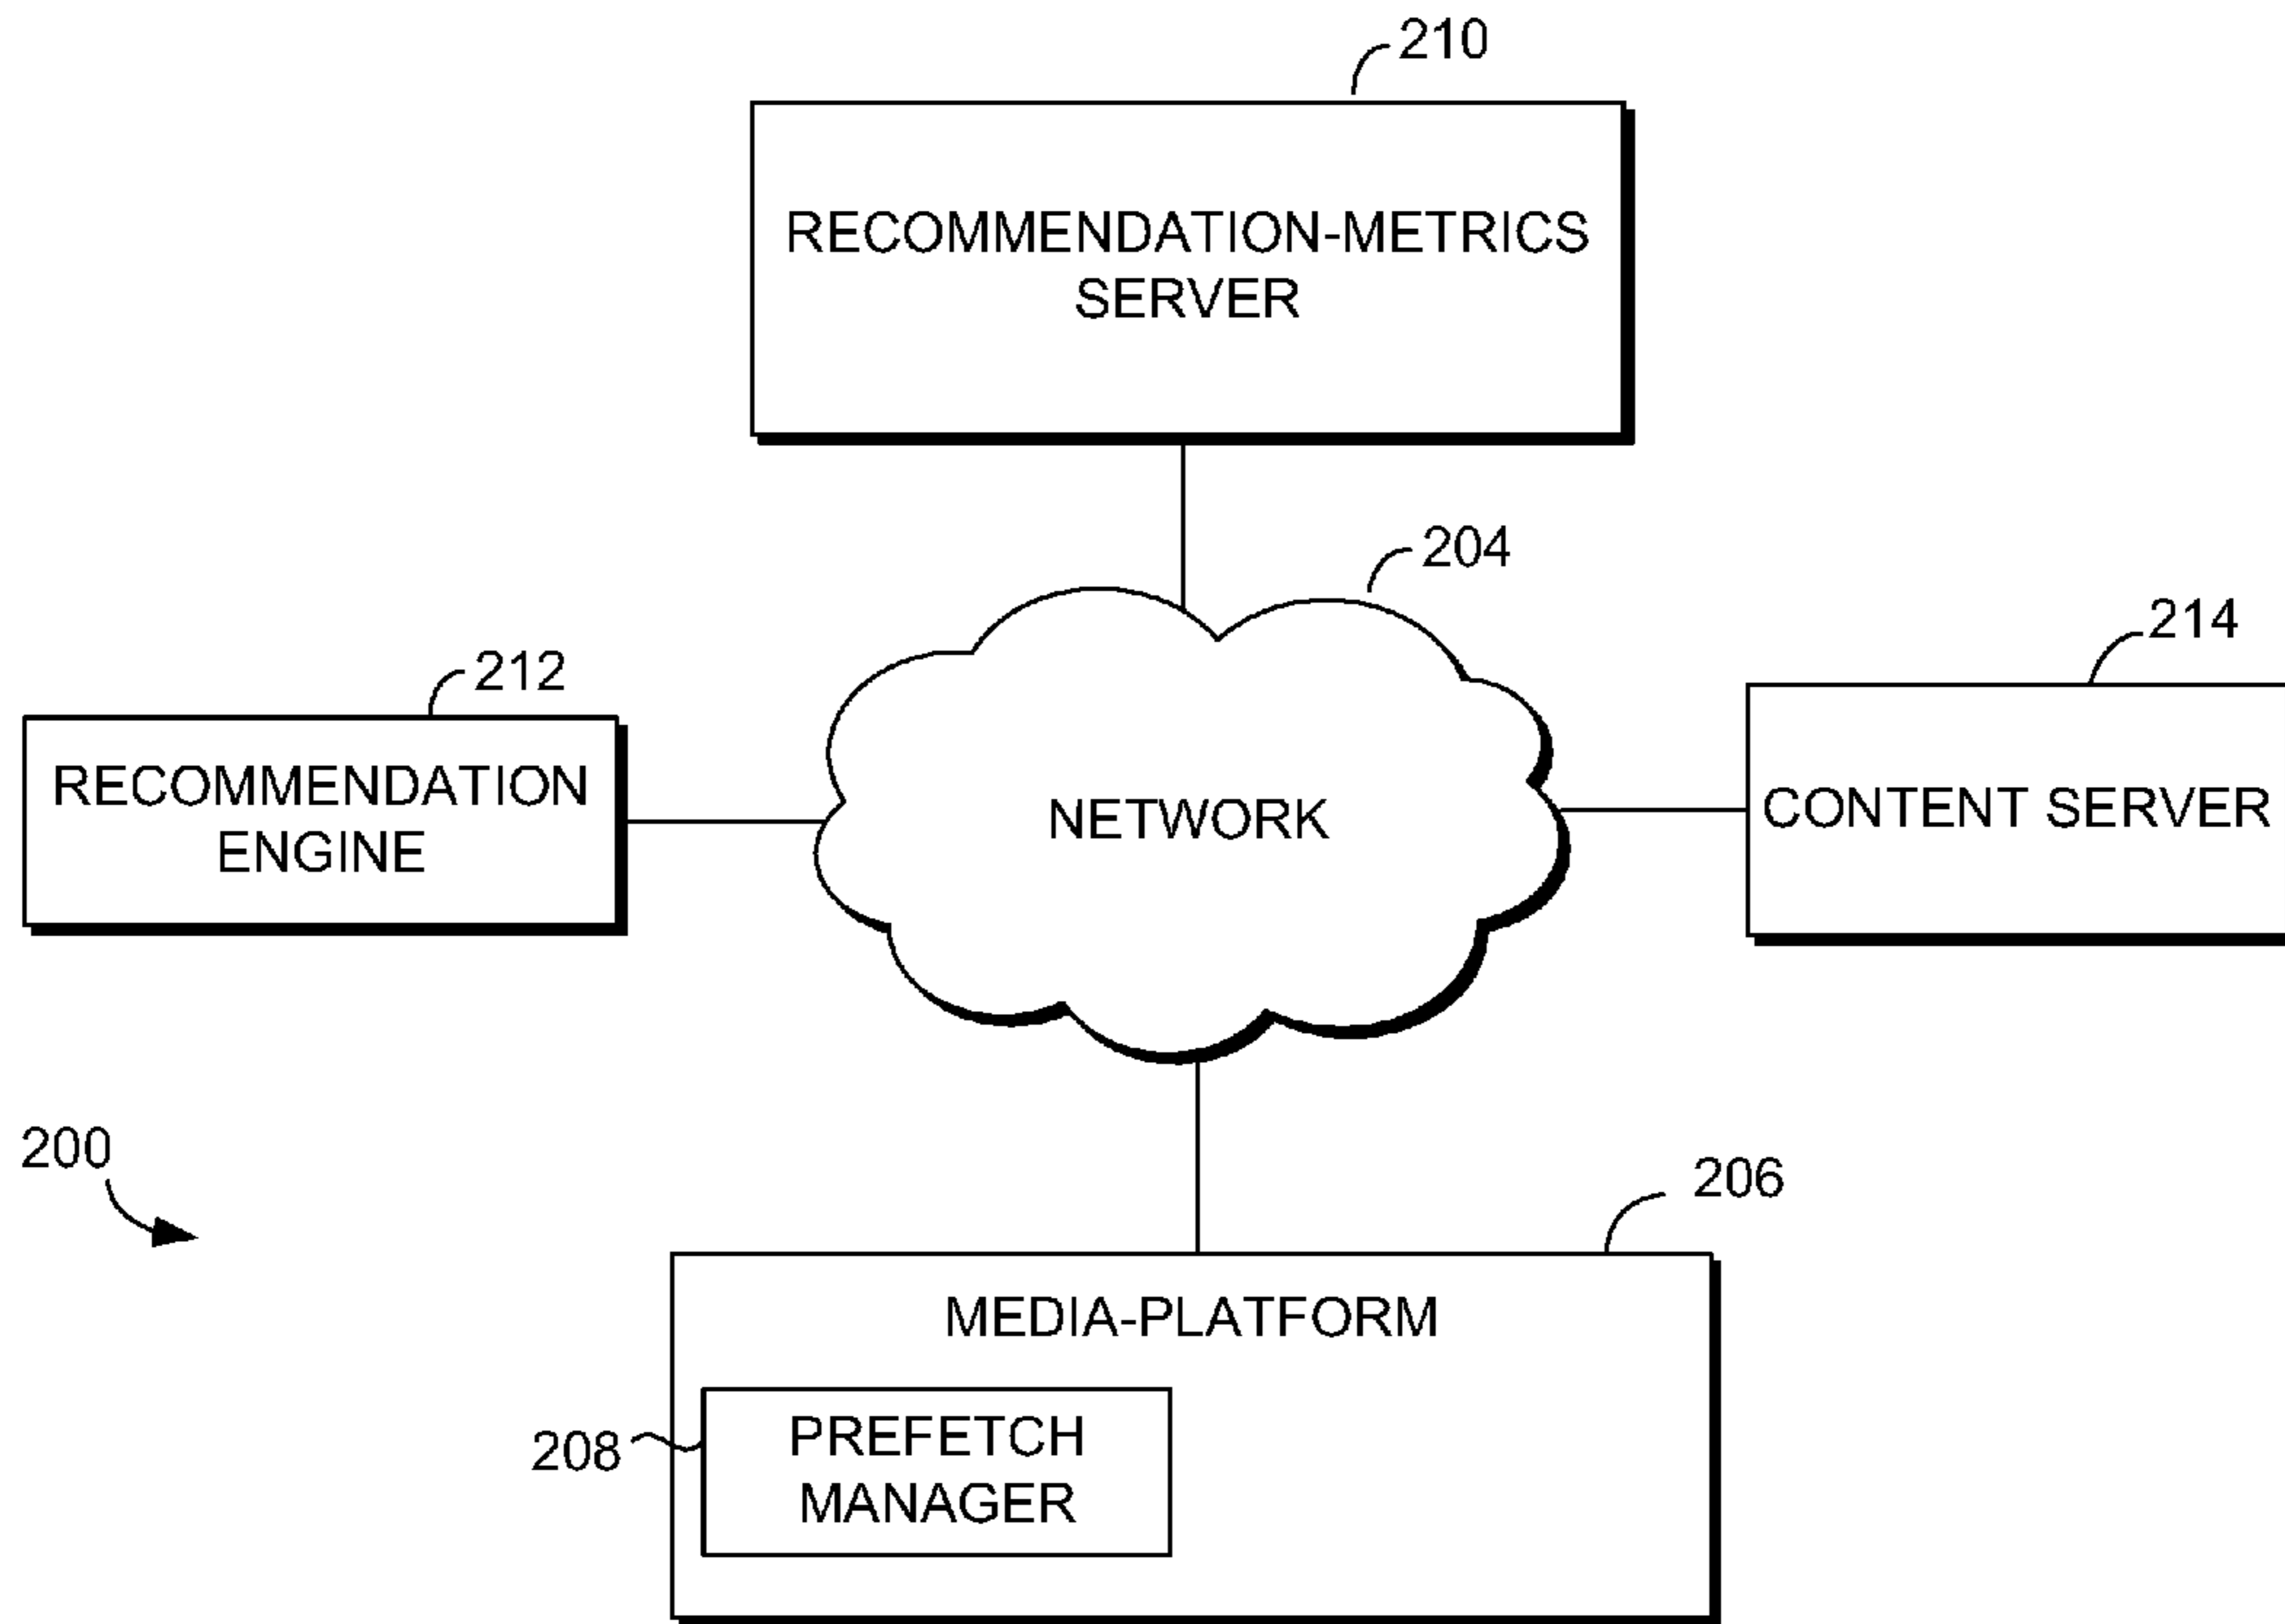 210
RECOMMENDATION-METRICS
SERVER
204
214
212
RECOMMENDATION
ENGINE
NETWORK
CONTENT SERVER
200
206
MEDIA-PLATFORM
208
PREFETCH
MANAGER